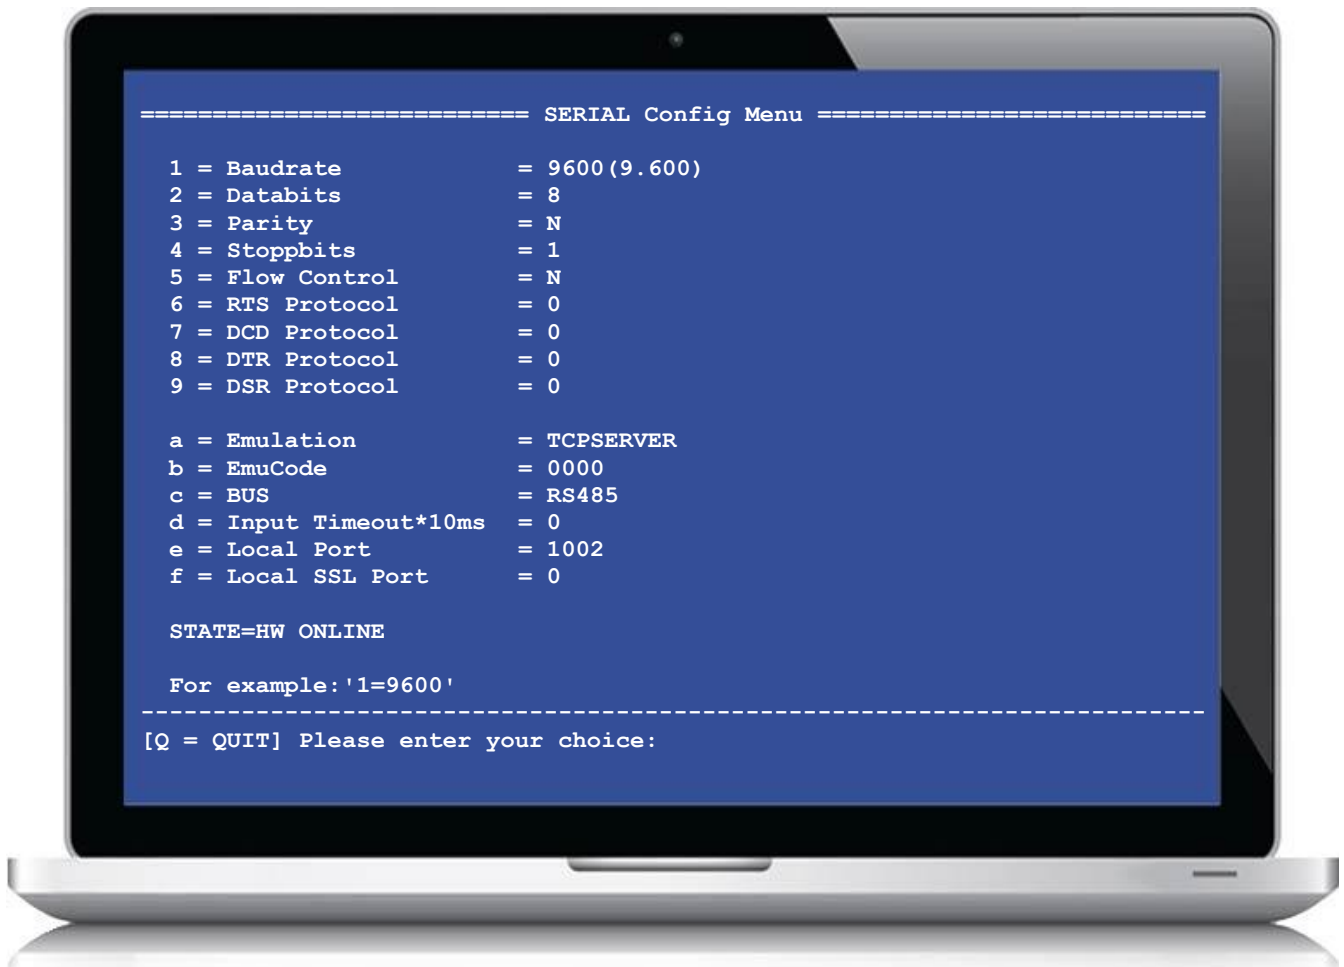 =========================== SERIAL Config Menu ===========================
1 = Baudrate = 9600(9.600)
2 = Databits = 8
3 = Parity = N
4 = Stoppbits = 1
5 = Flow Control = N
6 = RTS Protocol = 0
7 = DCD Protocol = 0
8 = DTR Protocol = 0
9 = DSR Protocol = 0
a = Emulation = TCPSERVER
b = EmuCode = 0000
c = BUS = RS485
d = Input Timeout*10ms = 0
e = Local Port = 1002
f = Local SSL Port = 0
STATE=HW ONLINE
For example:'1=9600'
--------------------------------------------------------------------------
[Q = QUIT] Please enter your choice: